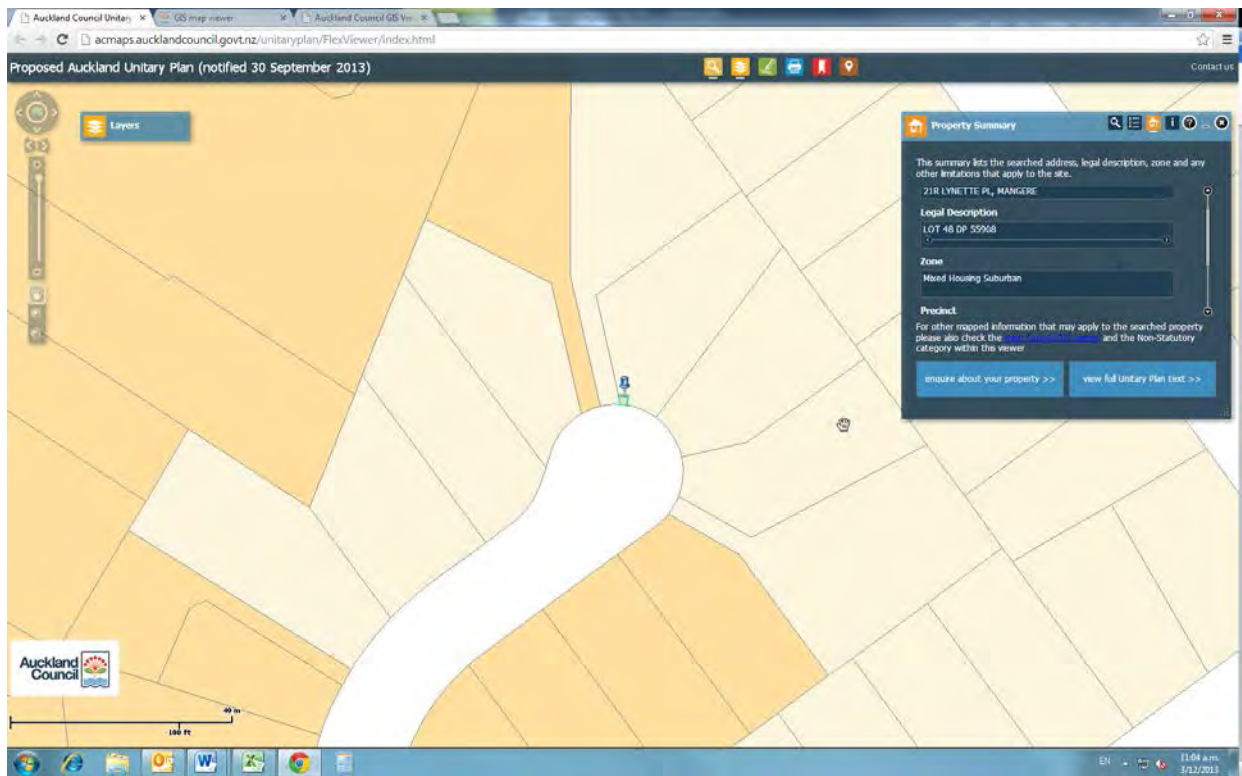 Auckland Council Unitary
GIS map viewer
Auckland Council GIS Vie
acmaps.aucklandcouncil.govt.nz/unitaryplan/FlexViewer/index.html
Proposed Auckland Unitary Plan (notified 30 September 2013)
Contact us
Layers
Property Summary
This summary lists the searched address, legal description, zone and any
other limitations that apply to the site.
21R LYNETTE PL, MANGERE
Legal Description
LOT 48 DP 55908
Zone
Mixed Housing Suburban
Precinct
For other mapped information that may apply to the searched property
please also check the and the Non-Statutory
category within this viewer
enquire about your property >>
view full Unitary Plan text >>
Auckland
Council
40 m
100 ft
EN
11:04 a.m.
3/12/2013